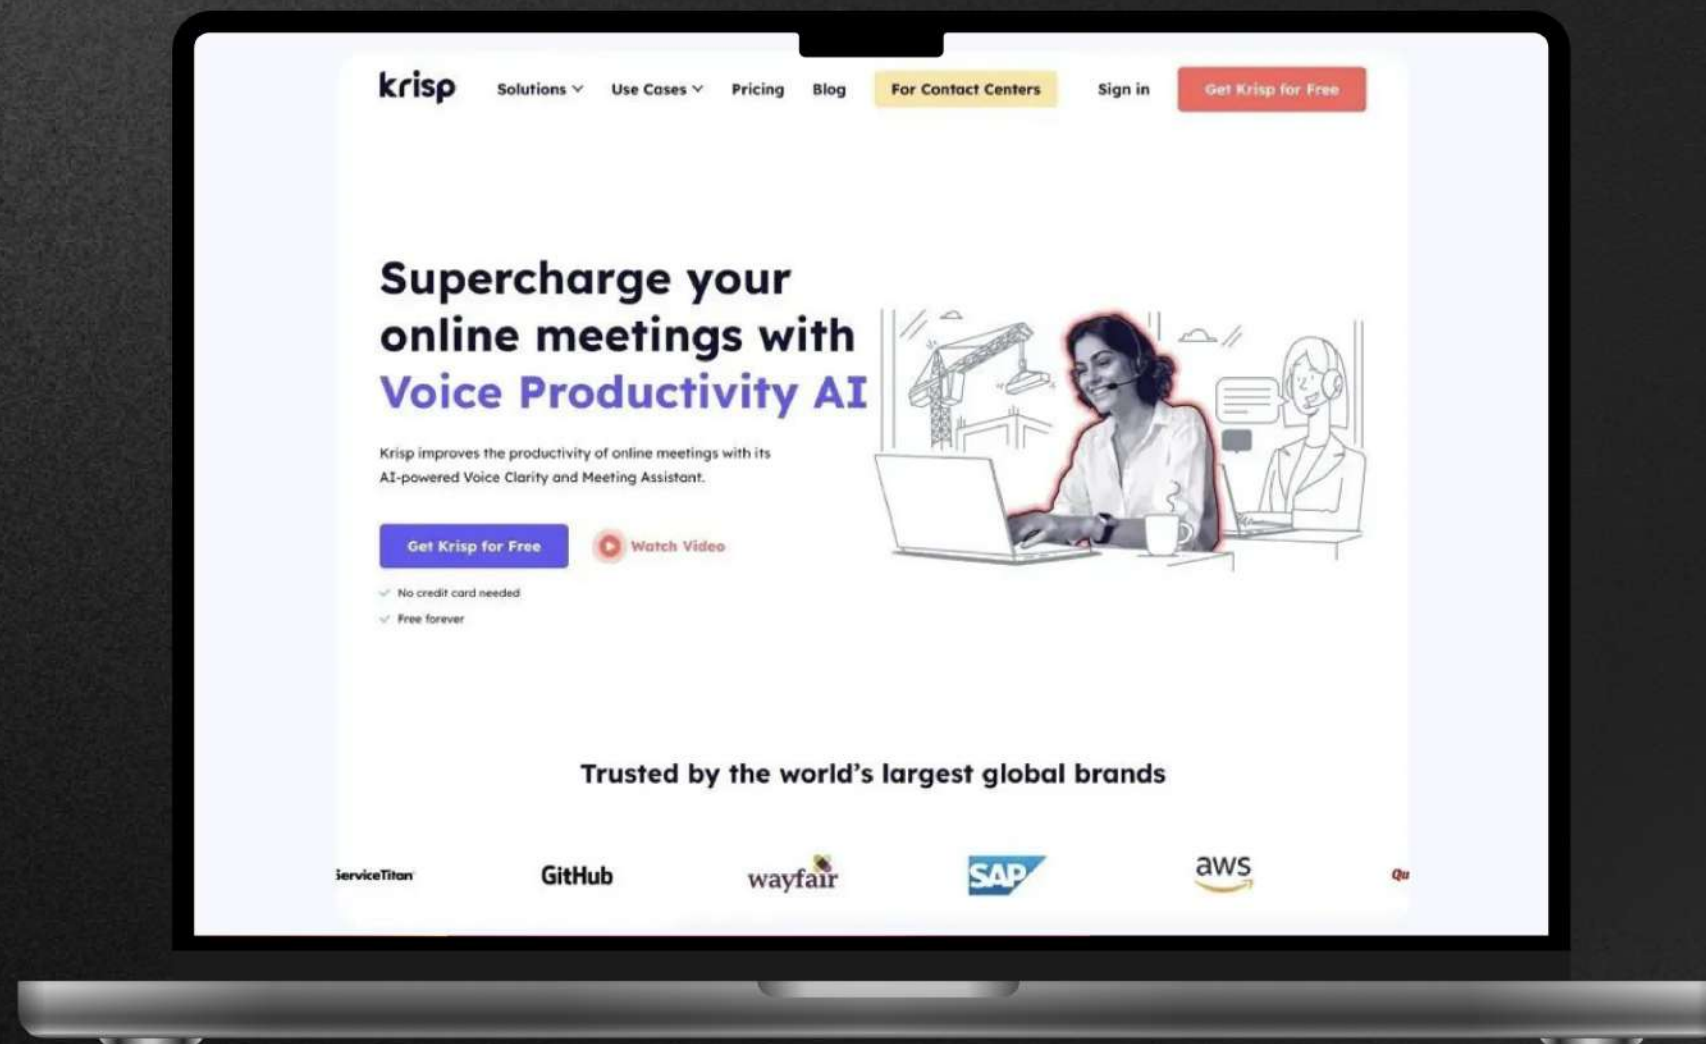 krisp
Solutions
Use Cases
Pricing
Blog
For Contact Centers
Sign in
Get Krisp for Free
Supercharge your
online meetings with
Voice Productivity AI
Krisp improves the productivity of online meetings with its
AI-powered Voice Clarity and Meeting Assistant.
Get Krisp for Free
Watch Video
No credit card needed
Free forever
Trusted by the world's largest global brands
ServiceTitan
GitHub
wayfair
SAP
aws
Qu